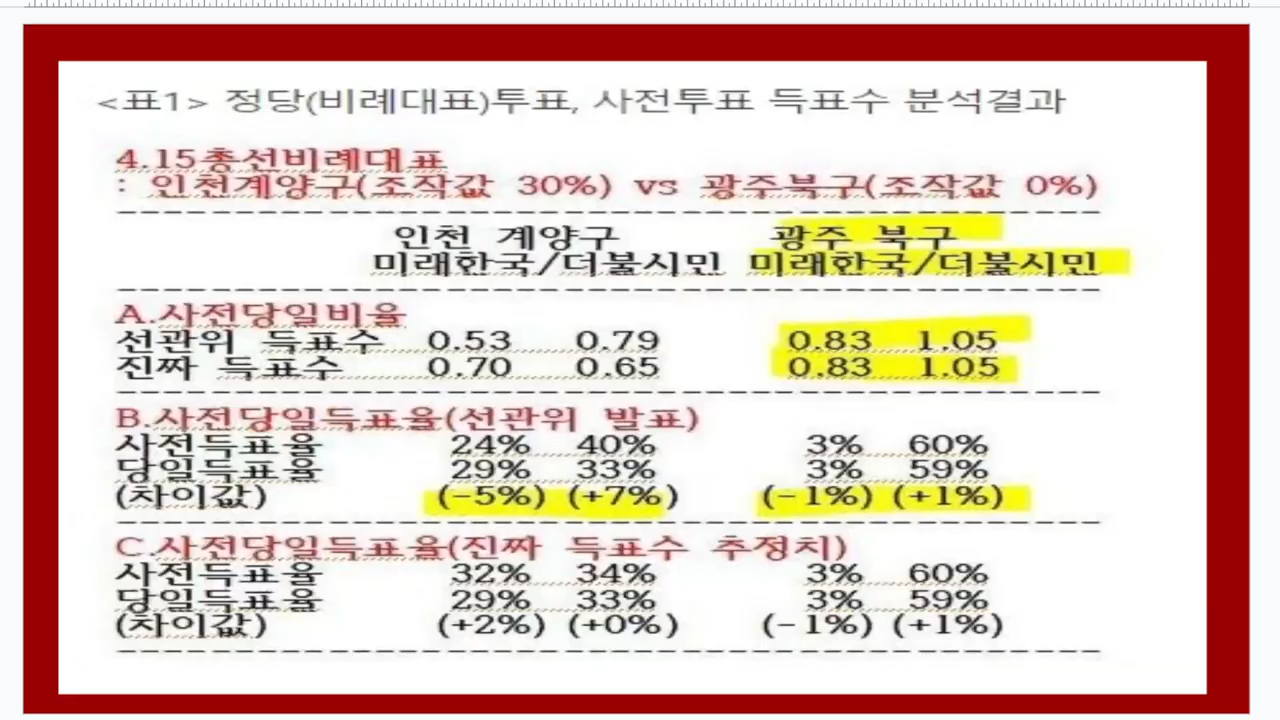 <표1> 정당(비례대표)투표, 사전투표 득표수 분석결과
4.15총선비례대표
: 인천계양구(조작값 30%) vs 광주북구(조작값 0%)
인천 계양구 광주 북구
미래한국/더불시민 미래한국/더불시민
A.사전당일비율
선관위 득표수 0.53 0.79 0.83 1.05
진짜 득표수 0.70 0.65 0.83 1.05
B.사전당일득표율(선관위 발표)
사전득표율 24% 40% 3% 60%
당일득표율 29% 33% 3% 59%
(차이값) (-5%) (+7%) (-1%) (+1%)
C.사전당일득표율(진짜 득표수 추정치)
사전득표율 32% 34% 3% 60%
당일득표율 29% 33% 3% 59%
(차이값) (+2%) (+0%) (-1%) (+1%)